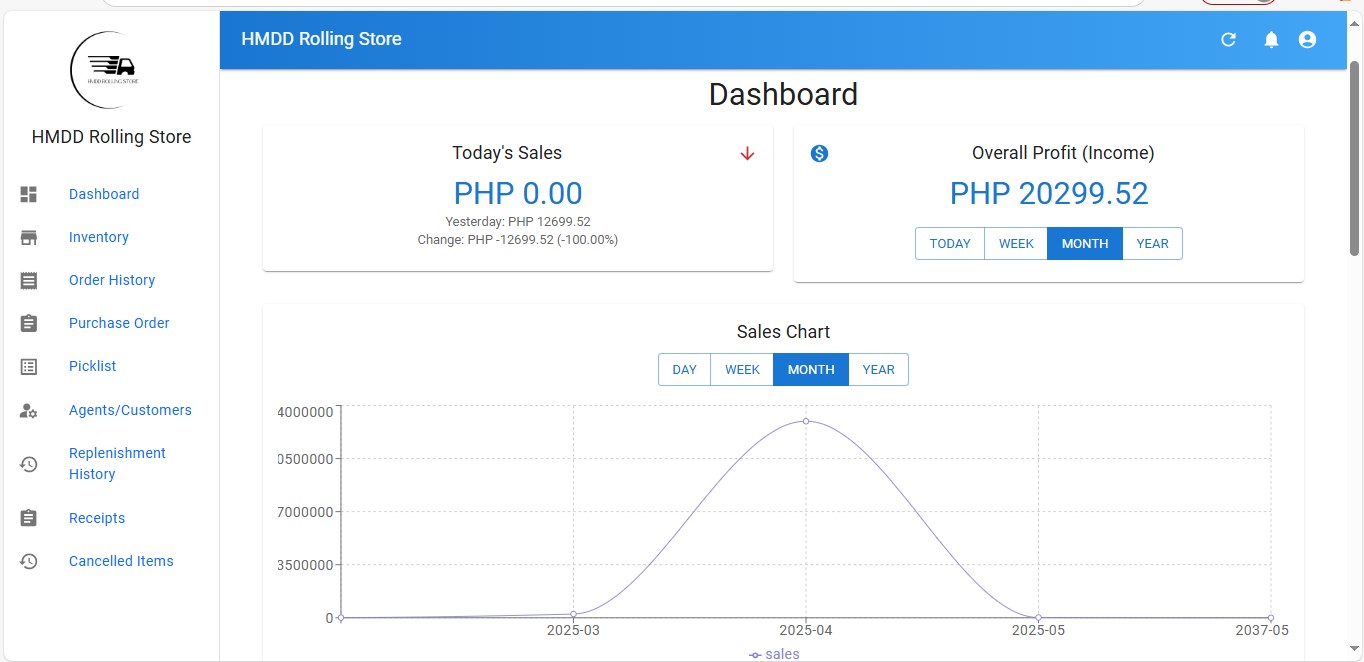 HMDD Rolling Store
HMDD ROLLING STORE
HMDD Rolling Store
Dashboard
Inventory
Order History
Purchase Order
Picklist
Agents/Customers
Replenishment
History
Receipts
Cancelled Items
Dashboard
Today's Sales
PHP 0.00
Yesterday: PHP 12699.52
Change: PHP -12699.52 (-100.00%)
Overall Profit (Income)
PHP 20299.52
TODAY WEEK MONTH YEAR
Sales Chart
DAY WEEK MONTH YEAR
4000000
0500000
7000000
3500000
0
2025-03 2025-04 2025-05 2037-05
sales